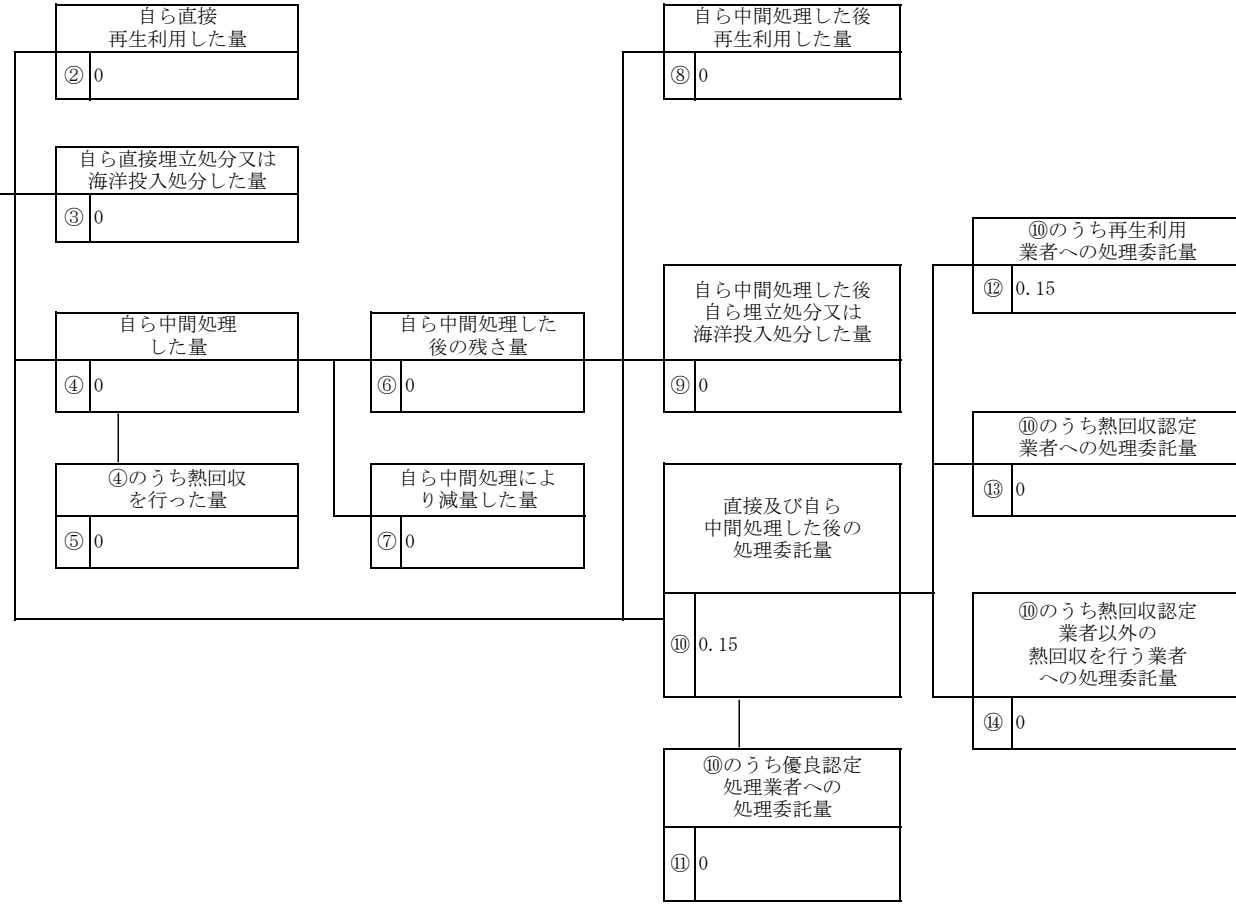 自ら直接
再生利用した量
② 0
自ら直接埋立処分又は
海洋投入処分した量
③ 0
自ら中間処理
した量
④ 0
④のうち熱回収
を行った量
⑤ 0
自ら中間処理した
後の残さ量
⑥ 0
自ら中間処理によ
り減量した量
⑦ 0
自ら中間処理した後
再生利用した量
⑧ 0
自ら中間処理した後
自ら埋立処分又は
海洋投入処分した量
⑨ 0
直接及び自ら
中間処理した後の
処理委託量
⑩ 0.15
⑩のうち優良認定
処理業者への
処理委託量
⑪ 0
⑩のうち再生利用
業者への処理委託量
⑫ 0.15
⑩のうち熱回収認定
業者への処理委託量
⑬ 0
⑩のうち熱回収認定
業者以外の
熱回収を行う業者
への処理委託量
⑭ 0